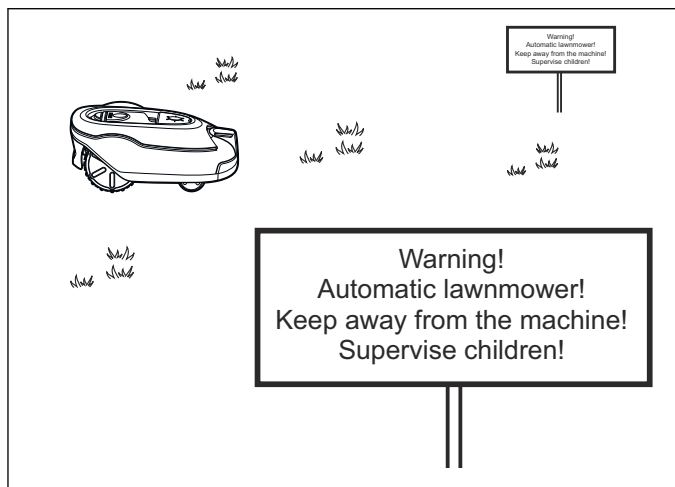 Warning!
Automatic lawnmower!
Keep away from the machine!
Supervise children!
Warning!
Automatic lawnmower!
Keep away from the machine!
Supervise children!